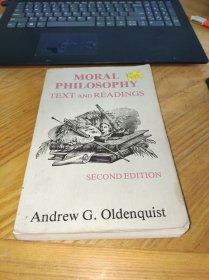 MORAL
PHILOSOPHY
TEXT AND READINGS
SECOND EDITION
Andrew G. Oldenquist